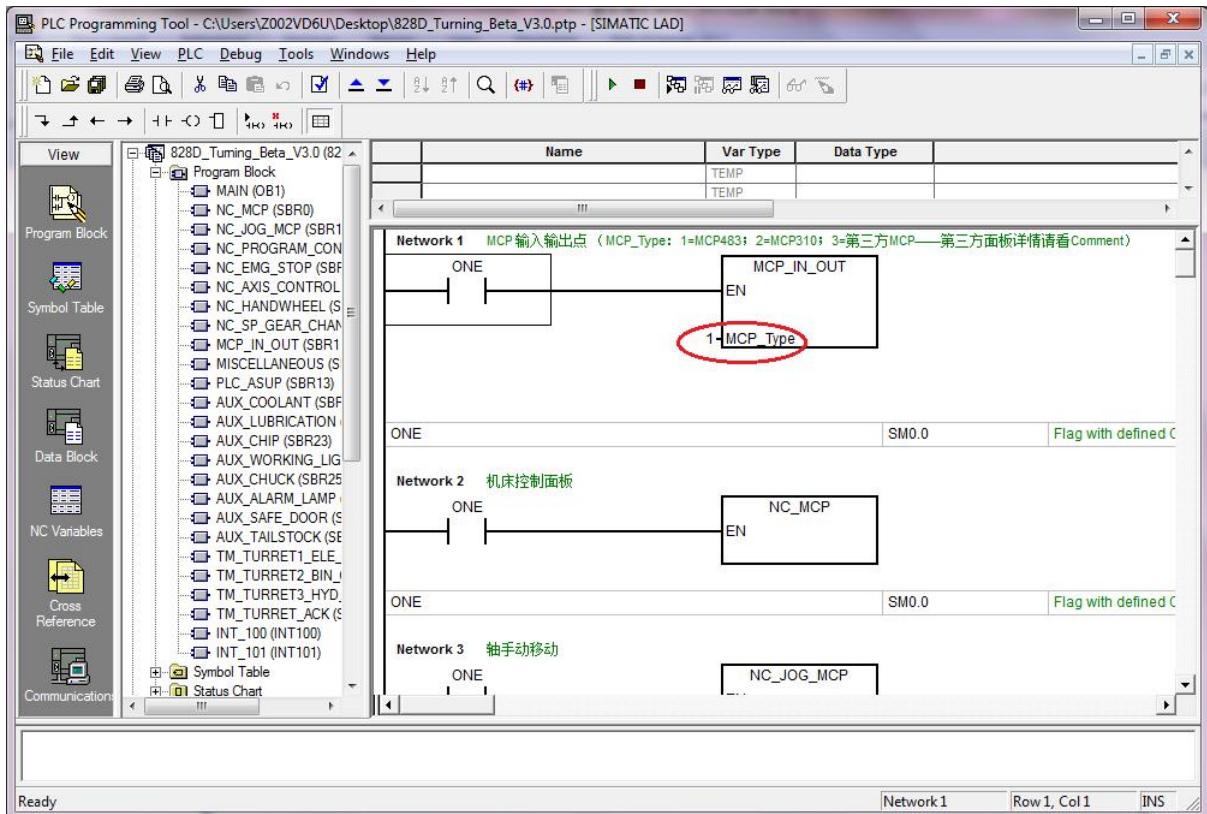 PLC Programming Tool - C:\Users\Z002VD6U\Desktop\828D_Turning_Beta_V3.0.ptp - [SIMATIC LAD]
File Edit View PLC Debug Tools Windows Help
View
Program Block
Symbol Table
Status Chart
Data Block
NC Variables
Cross
Reference
Communication
828D_Turning_Beta_V3.0 (82
Program Block
MAIN (OB1)
NC_MCP (SBR0)
NC_JOG_MCP (SBR1
NC_PROGRAM_CON
NC_EMG_STOP (SBF
NC_AXIS_CONTROL
NC_HANDWHEEL (S
NC_SP_GEAR_CHAN
MCP_IN_OUT (SBR1
MISCELLANEOUS (S
PLC_ASUP (SBR13)
AUX_COOLANT (SBF
AUX_LUBRICATION
AUX_CHIP (SBR23)
AUX_WORKING_LIG
AUX_CHUCK (SBR25
AUX_ALARM_LAMP
AUX_SAFE_DOOR (S
AUX_TAILSTOCK (SE
TM_TURRET1_ELE_
TM_TURRET2_BIN_
TM_TURRET3_HYD_
TM_TURRET_ACK (S
INT_100 (INT100)
INT_101 (INT101)
Symbol Table
Status Chart
Name Var Type Data Type
TEMP
TEMP
Network 1 MCP 输入输出点 (MCP_Type: 1=MCP483; 2=MCP310; 3=第三方MCP——第三方面板详情请看Comment)
ONE MCP_IN_OUT
EN
1 MCP_Type
ONE SM0.0 Flag with defined C
Network 2 机床控制面板
ONE NC_MCP
EN
ONE SM0.0 Flag with defined C
Network 3 轴手动移动
ONE NC_JOG_MCP
Ready Network 1 Row 1, Col 1 INS